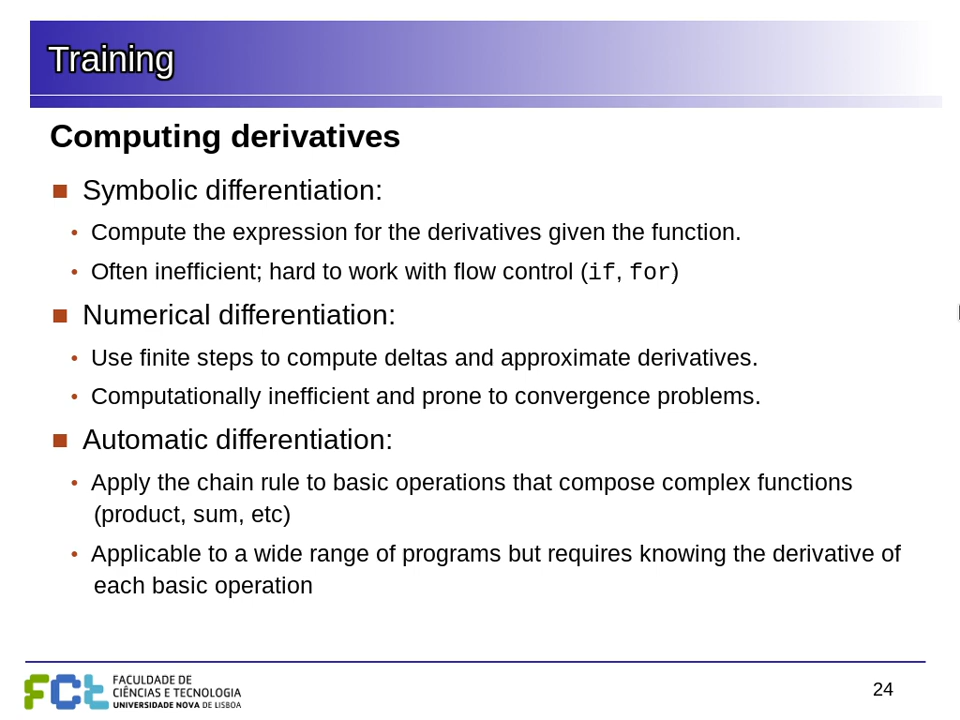 Training
Computing derivatives
Symbolic differentiation:
• Compute the expression for the derivatives given the function.
• Often inefficient; hard to work with flow control (if, for)
Numerical differentiation:
• Use finite steps to compute deltas and approximate derivatives.
• Computationally inefficient and prone to convergence problems.
Automatic differentiation:
• Apply the chain rule to basic operations that compose complex functions
(product, sum, etc)
• Applicable to a wide range of programs but requires knowing the derivative of
each basic operation
FCt
FACULDADE DE
CIÊNCIAS E TECNOLOGIA
UNIVERSIDADE NOVA DE LISBOA
24